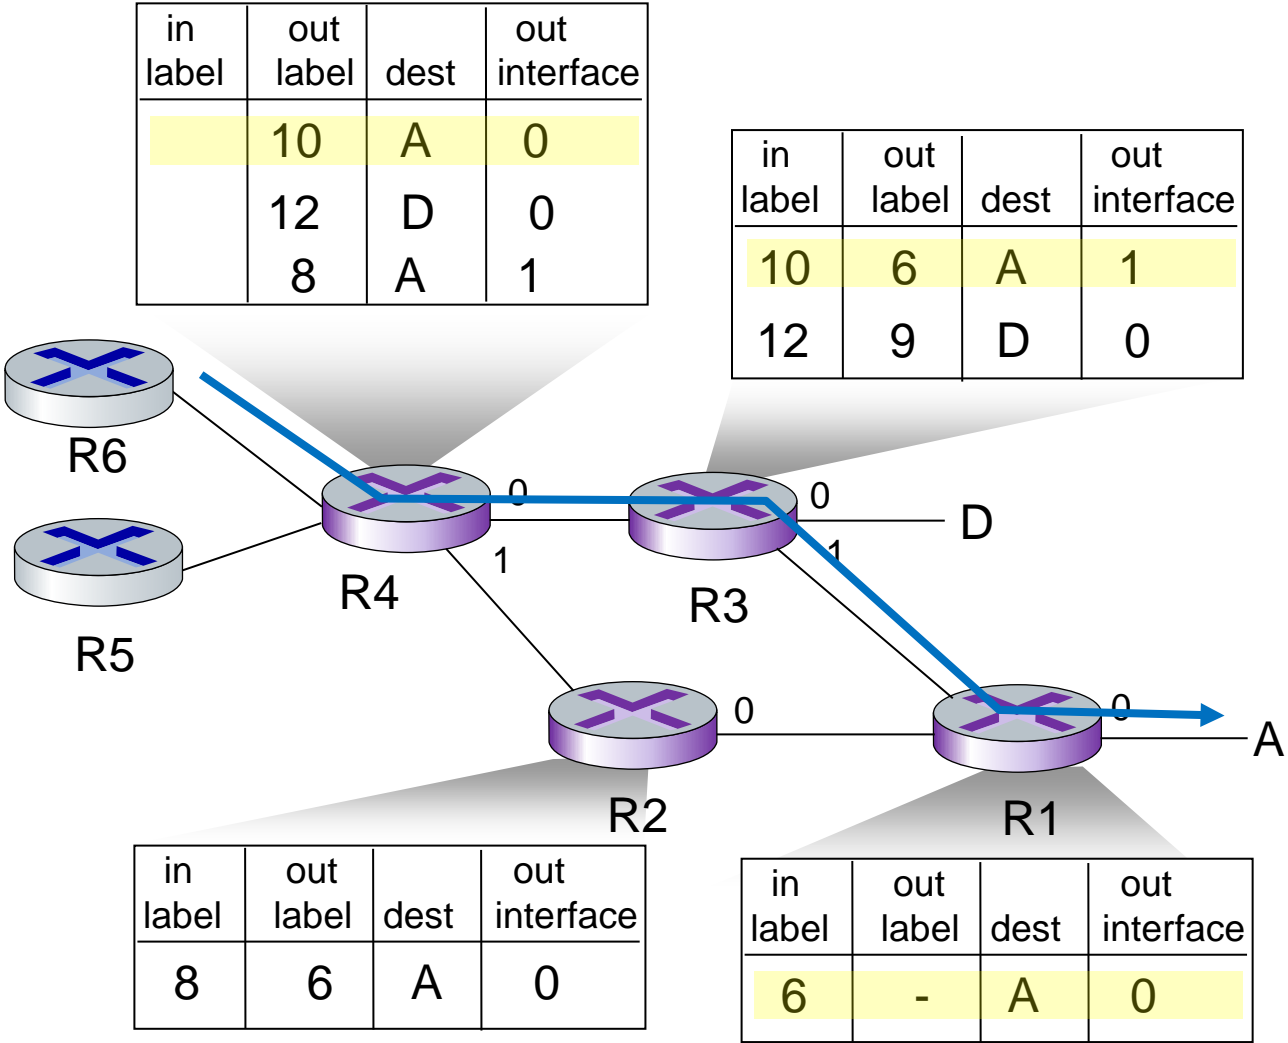 in out out
label label dest interface
10 A 0
12 D 0
8 A 1
in out out
label label dest interface
10 6 A 1
12 9 D 0
R6
0
0
D
1
1
R4
R3
R5
0
0
A
R2
R1
in out out
label label dest interface
8 6 A 0
in out out
label label dest interface
6 - A 0